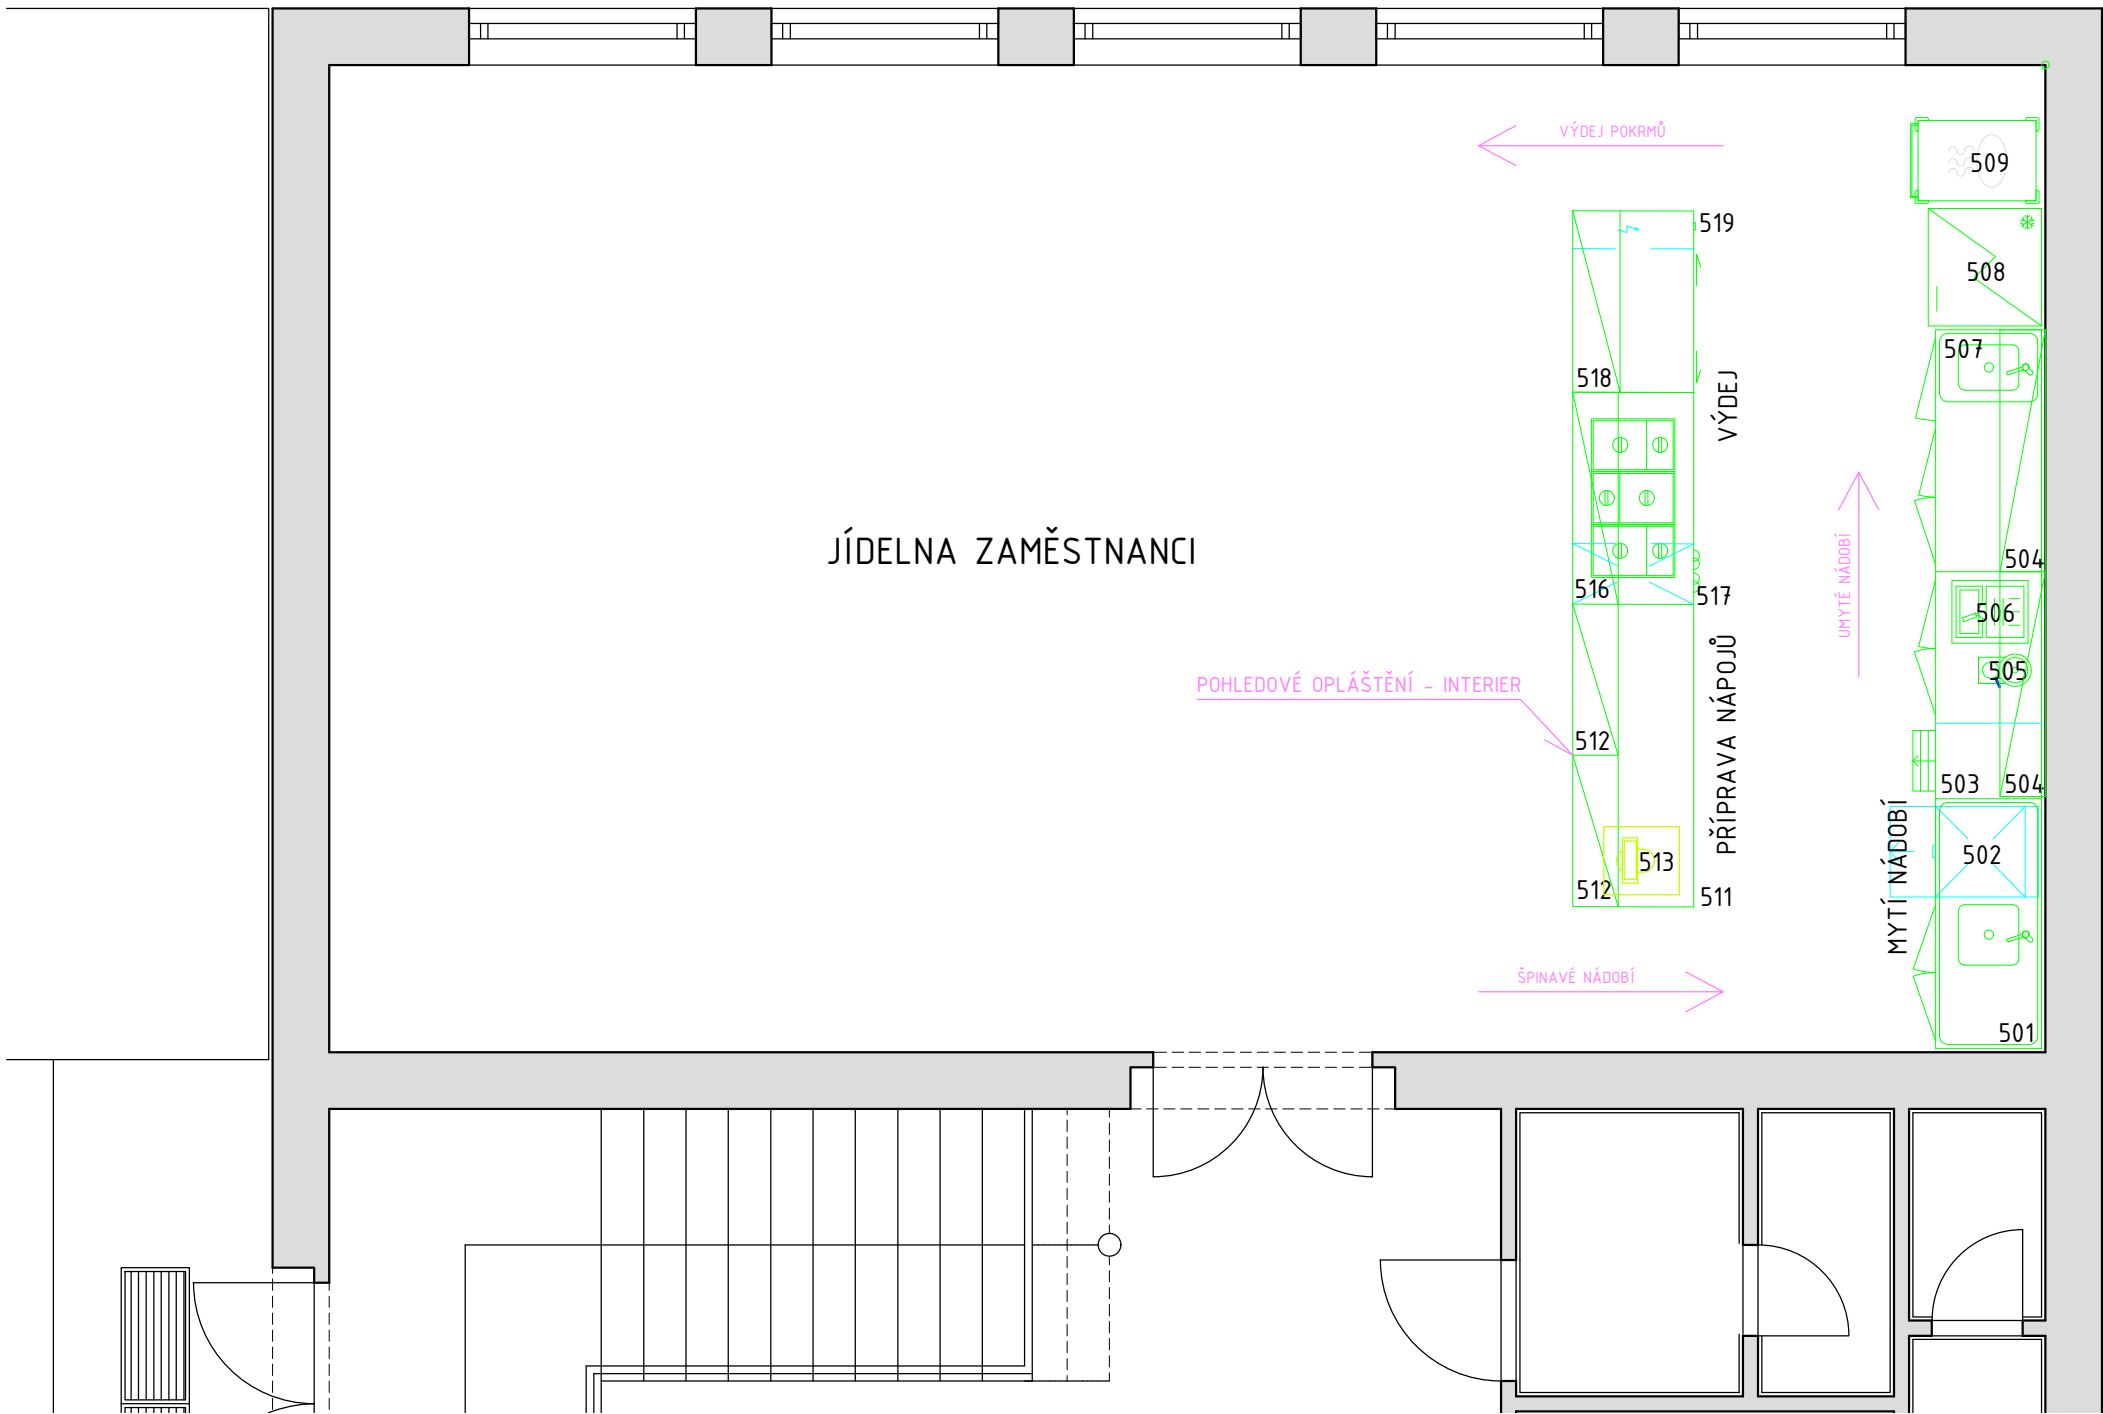 VÝDEJ POKRMŮ
509
519
508
507
518
VÝDEJ
JÍDELNA ZAMĚSTNANCI
504
516
517
UMYTÉ NÁDOBÍ
506
POHLEDOVÉ OPLÁŠTĚNÍ - INTERIER
505
PŘÍPRAVA NÁPOJŮ
512
503
504
MYTÍ NÁDOBÍ
502
513
512
511
ŠPINAVÉ NÁDOBÍ
501